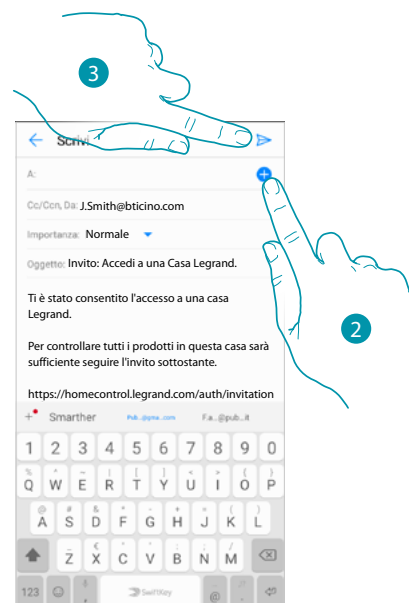 3
Scrivi
A:
Cc/Ccn, Da: J.Smith@bticino.com
Importanza: Normale
Oggetto: Invito: Accedi a una Casa Legrand.
Ti è stato consentito l'accesso a una casa
Legrand.
2
Per controllare tutti i prodotti in questa casa sarà
sufficiente seguire l'invito sottostante.
https://homecontrol.legrand.com/auth/invitation
+ Smarther
1 2 3 4 5 6 7 8 9 0
Q W E R T Y U I O P
A S D F G H J K L
Z X C V B N M
123 SwiftKey @